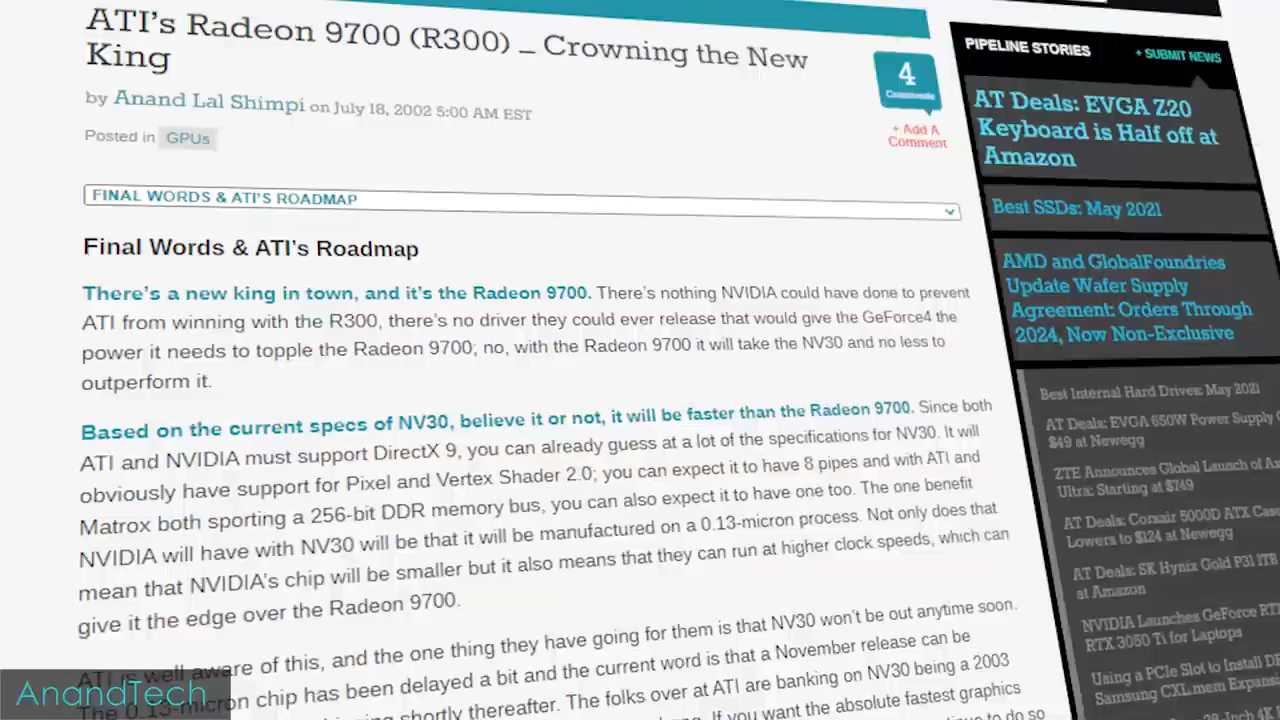 ATI's Radeon 9700 (R300) _ Crowning the New
King
by Anand Lal Shimpi on July 18, 2002 5:00 AM EST
Posted in GPUs
4
Comments
+ Add A
Comment
FINAL WORDS & ATI'S ROADMAP
Final Words & ATI's Roadmap
There's a new king in town, and it's the Radeon 9700. There's nothing NVIDIA could have done to prevent
ATI from winning with the R300, there's no driver they could ever release that would give the GeForce4 the
power it needs to topple the Radeon 9700; no, with the Radeon 9700 it will take the NV30 and no less to
outperform it.
Based on the current specs of NV30, believe it or not, it will be faster than the Radeon 9700. Since both
ATI and NVIDIA must support DirectX 9, you can already guess at a lot of the specifications for NV30. It will
obviously have support for Pixel and Vertex Shader 2.0; you can expect it to have 8 pipes and with ATI and
Matrox both sporting a 256-bit DDR memory bus, you can also expect it to have one too. The one benefit
NVIDIA will have with NV30 will be that it will be manufactured on a 0.13-micron process. Not only does that
mean that NVIDIA's chip will be smaller but it also means that they can run at higher clock speeds, which can
give it the edge over the Radeon 9700.
ATI is well aware of this, and the one thing they have going for them is that NV30 won't be out anytime soon.
The 0.13-micron chip has been delayed a bit and the current word is that a November release can be
shortly thereafter. The folks over at ATI are banking on NV30 being a 2003
If you want the absolute fastest graphics
to do so
AnandTech
PIPELINE STORIES
+ SUBMIT NEWS
AT Deals: EVGA Z20
Keyboard is Half off at
Amazon
Best SSDs: May 2021
AMD and GlobalFoundries
Update Wafer Supply
Agreement: Orders Through
2024, Now Non-Exclusive
Best Internal Hard Drives: May 2021
AT Deals: EVGA 650W Power Supply
$49 at Newegg
ZTE Announces Global Launch of
Ultra: Starting at $749
AT Deals: Corsair 5000D ATX
Lowers to $124 at Newegg
AT Deals: SK Hynix Gold P31 1TB
at Amazon
NVIDIA Launches GeForce
RTX 3050 Ti for Laptops
Using a PCIe Slot to Install
Samsung CXL.mem